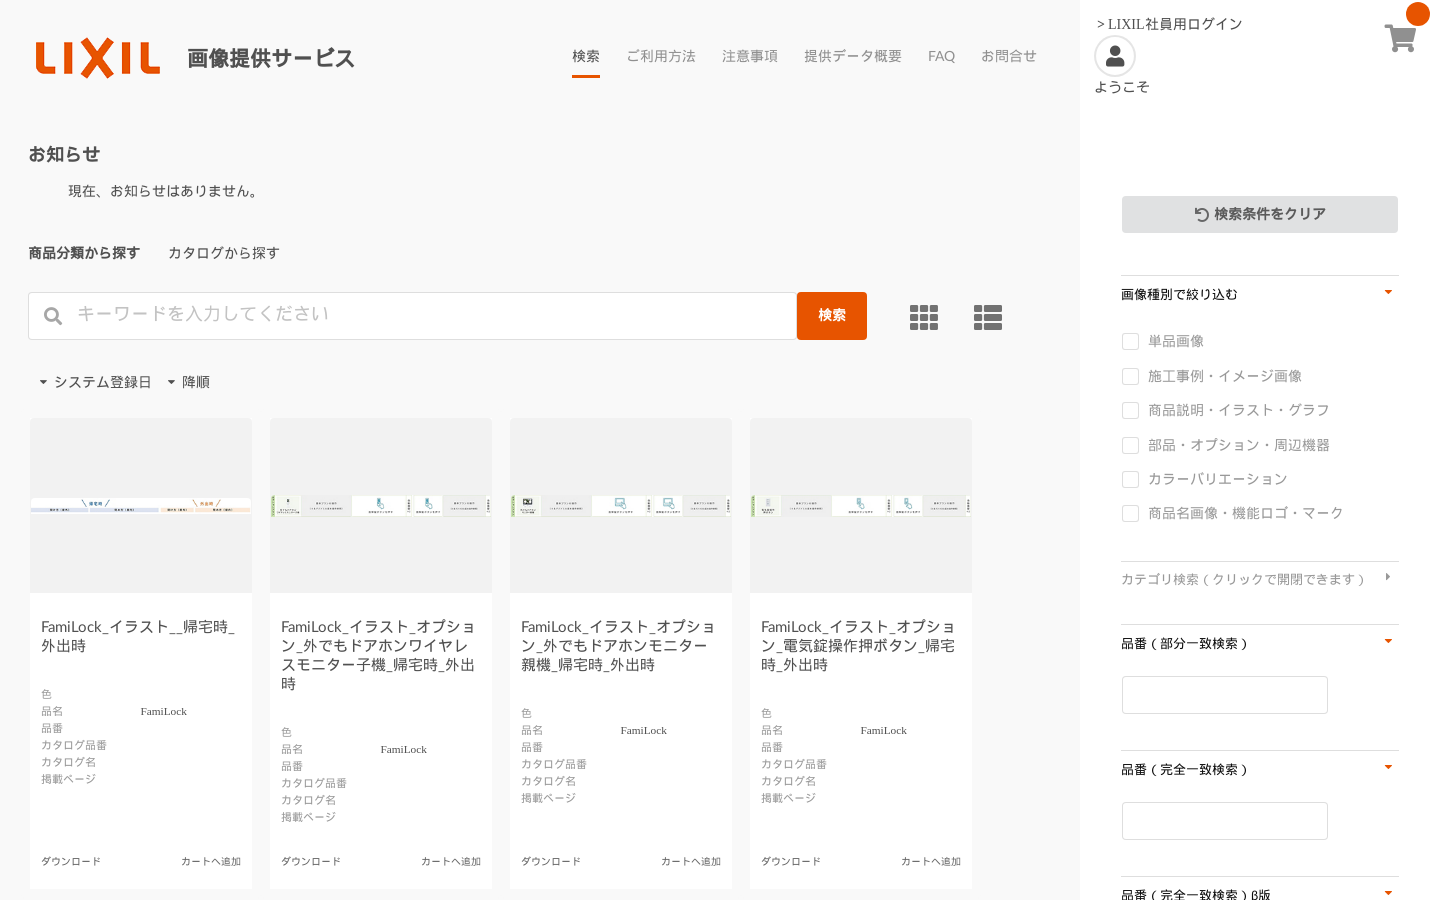 LIXIL 画像提供サービス
検索 ご利用方法 注意事項 提供データ概要 FAQ お問合せ
> LIXIL社員用ログイン
ようこそ
お知らせ
現在、お知らせはありません。
商品分類から探す カタログから探す
キーワードを入力してください 検索
システム登録日 降順
FamiLock_イラスト__帰宅時_
外出時
色
品名 FamiLock
品番
カタログ品番
カタログ名
掲載ページ
ダウンロード カートへ追加
FamiLock_イラスト_オプショ
ン_外でもドアホンワイヤレ
スモニター子機_帰宅時_外出
時
色
品名 FamiLock
品番
カタログ品番
カタログ名
掲載ページ
ダウンロード カートへ追加
FamiLock_イラスト_オプショ
ン_外でもドアホンモニター
親機_帰宅時_外出時
色
品名 FamiLock
品番
カタログ品番
カタログ名
掲載ページ
ダウンロード カートへ追加
FamiLock_イラスト_オプショ
ン_電気錠操作押ボタン_帰宅
時_外出時
色
品名 FamiLock
品番
カタログ品番
カタログ名
掲載ページ
ダウンロード カートへ追加
検索条件をクリア
画像種別で絞り込む
単品画像
施工事例・イメージ画像
商品説明・イラスト・グラフ
部品・オプション・周辺機器
カラーバリエーション
商品名画像・機能ロゴ・マーク
カテゴリ検索（クリックで開閉できます）
品番（部分一致検索）
品番（完全一致検索）
品番（完全一致検索）β版